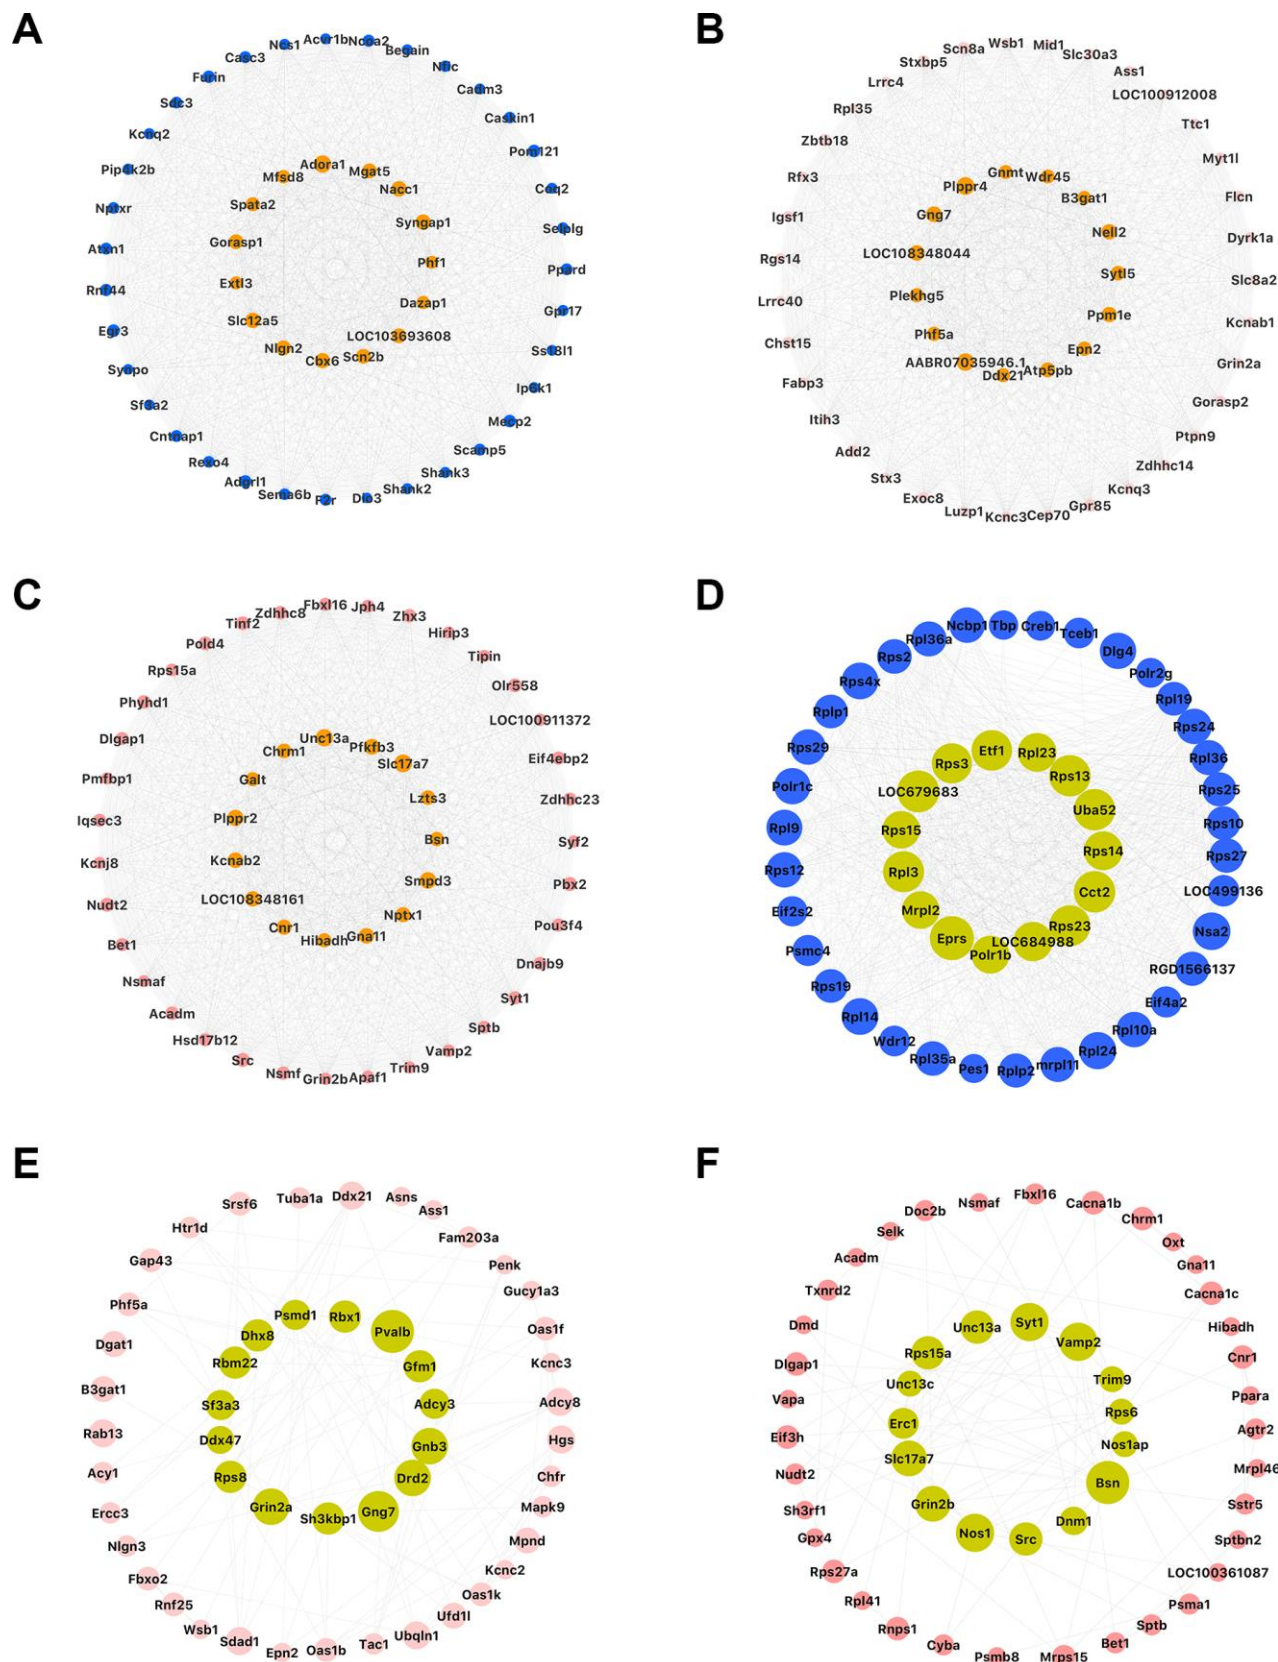 A
Acvr1b
Ncoa2
Begain
Nfic
Cadm3
Caskin1
Pom121
Coq2
Selplg
Ppard
Gpr17
Ss18l1
Ip6k1
Mecp2
Scamp5
Shank3
Shank2
Dio3
F2r
Sema6b
Adgrl1
Rexo4
Cntnap1
Sf3a2
Synpo
Egr3
Rnf44
Atxn1
Nptxr
Pip4k2b
Kcnq2
Sdc3
Furin
Casc3
Ncs1
Adora1
Mgat5
Nacc1
Syngap1
Phf1
Dazap1
LOC103693608
Scn2b
Cbx6
Nlgn2
Slc12a5
Extl3
Gorasp1
Spata2
Mfsd8
B
Wsb1
Mid1
Slc30a3
Ass1
LOC100912008
Ttc1
Myt1l
Flcn
Dyrk1a
Slc8a2
Kcnab1
Grin2a
Gorasp2
Ptpn9
Zdhhc14
Kcnq3
Gpr85
Cep70
Kcnc3
Luzp1
Exoc8
Stx3
Add2
Itih3
Fabp3
Chst15
Lrrc40
Rgs14
Igsf1
Rfx3
Zbtb18
Rpl35
Lrrc4
Stxbp5
Scn8a
Gnmt
Wdr45
B3gat1
Nell2
Sytl5
Ppm1e
Epn2
Atp5pb
Ddx21
AABR07035946.1
Phf5a
Plekhg5
LOC108348044
Gng7
Plppr4
C
Fbxl16
Jph4
Zhx3
Hirip3
Tipin
Olr558
LOC100911372
Eif4ebp2
Zdhhc23
Syf2
Pbx2
Pou3f4
Dnajb9
Syt1
Sptb
Vamp2
Trim9
Apaf1
Grin2b
Nsmf
Src
Hsd17b12
Acadm
Nsmaf
Bet1
Nudt2
Kcnj8
Iqsec3
Pmfbp1
Dlgap1
Phyhd1
Rps15a
Pold4
Tinf2
Zdhhc8
Unc13a
Pfkfb3
Slc17a7
Lzts3
Bsn
Smpd3
Nptx1
Gna11
Hibadh
Cnr1
LOC108348161
Kcnab2
Plppr2
Galt
Chrm1
D
Ncbp1
Tbp
Creb1
Tceb1
Dlg4
Polr2g
Rpl19
Rps24
Rpl36
Rps25
Rps10
Rps27
LOC499136
Nsa2
RGD1566137
Eif4a2
Rpl10a
Rpl24
mrpl11
Rplp2
Pes1
Rpl35a
Wdr12
Rpl14
Rps19
Psmc4
Eif2s2
Rps12
Rpl9
Polr1c
Rps29
Rplp1
Rps4x
Rps2
Rpl36a
Etf1
Rpl23
Rps13
Uba52
Rps14
Cct2
Rps23
LOC684988
Polr1b
Eprs
Mrpl2
Rpl3
Rps15
LOC679683
Rps3
E
Ddx21
Asns
Ass1
Fam203a
Penk
Gucy1a3
Oas1f
Kcnc3
Adcy8
Hgs
Chfr
Mapk9
Mpnd
Kcnc2
Oas1k
Ufd1l
Ubqln1
Tac1
Oas1b
Epn2
Sdad1
Wsb1
Rnf25
Fbxo2
Nlgn3
Ercc3
Acy1
Rab13
B3gat1
Dgat1
Phf5a
Gap43
Htr1d
Srsf6
Tuba1a
Rbx1
Pvalb
Gfm1
Adcy3
Gnb3
Drd2
Gng7
Sh3kbp1
Grin2a
Rps8
Ddx47
Sf3a3
Rbm22
Dhx8
Psmd1
F
Fbxl16
Cacna1b
Chrm1
Oxt
Gna11
Cacna1c
Hibadh
Cnr1
Ppara
Agtr2
Mrpl46
Sstr5
Sptbn2
LOC100361087
Psma1
Sptb
Bet1
Mrps15
Psmb8
Cyba
Rnps1
Rpl41
Rps27a
Gpx4
Sh3rf1
Nudt2
Eif3h
Vapa
Dlgap1
Dmd
Txnrd2
Acadm
Selk
Doc2b
Nsmaf
Syt1
Vamp2
Trim9
Rps6
Nos1ap
Bsn
Dnm1
Src
Nos1
Grin2b
Slc17a7
Erc1
Unc13c
Rps15a
Unc13a